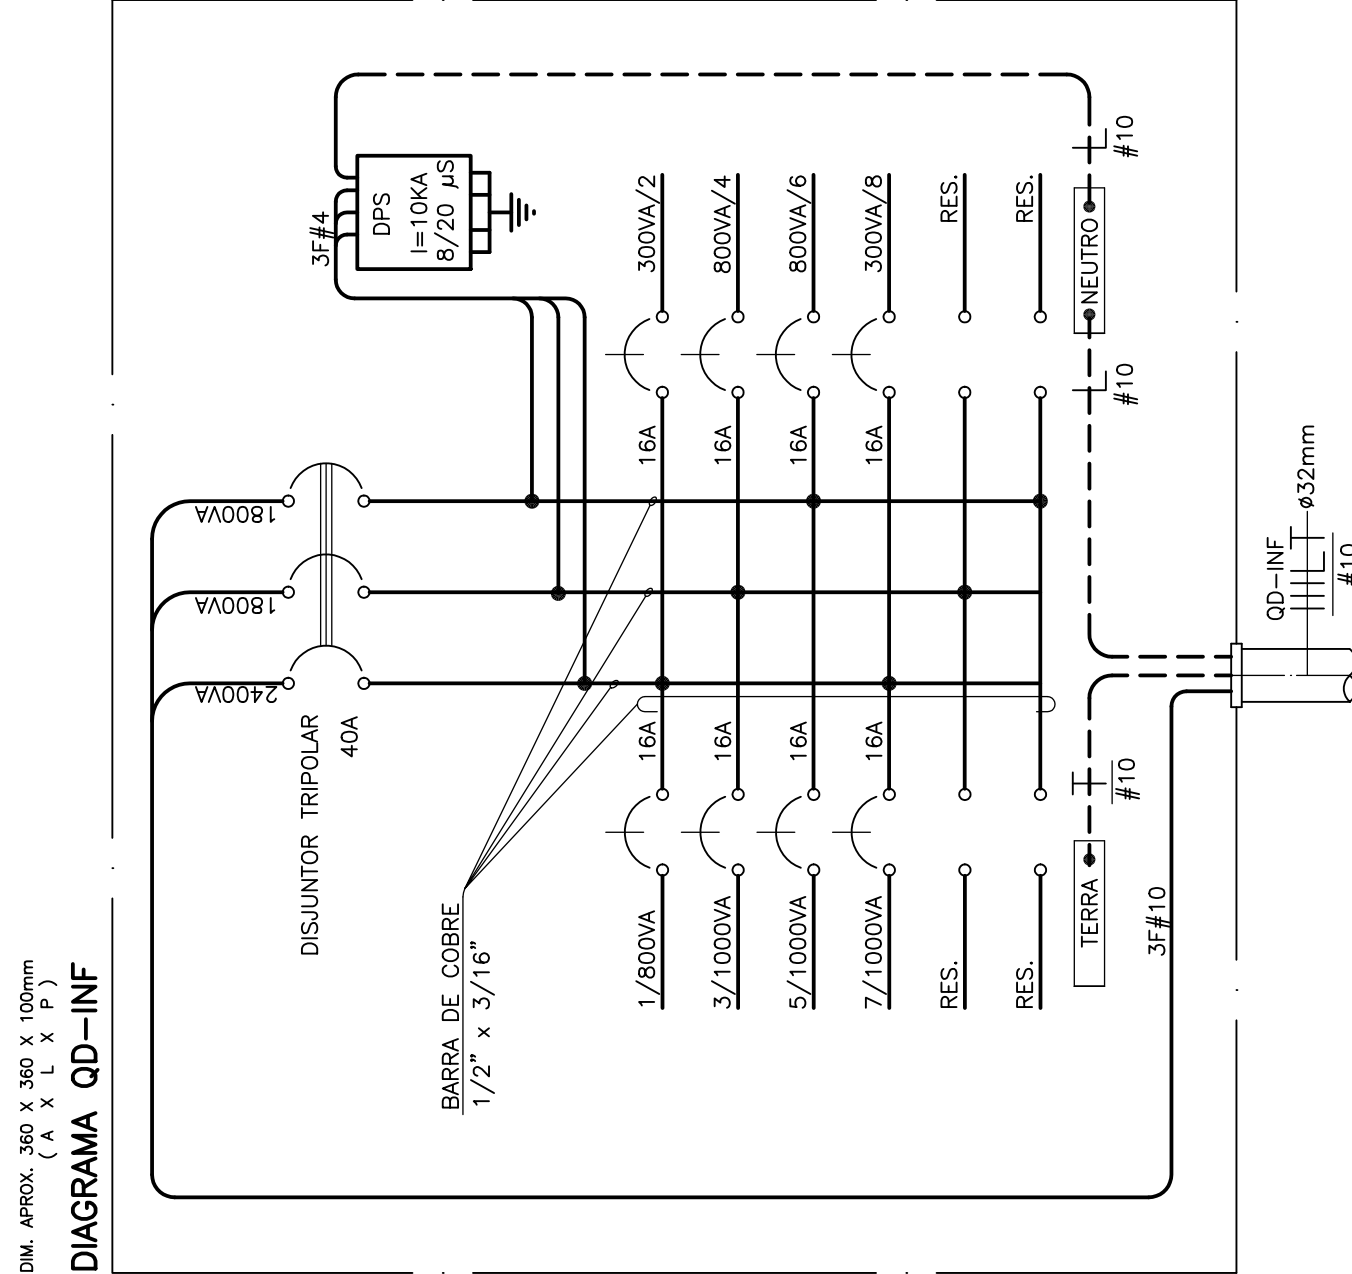 DIM. APROX. 360 X 360 X 100mm
( A X L X P )
DIAGRAMA QD-INF
1800VA
1800VA
2400VA
DISJUNTOR TRIPOLAR
40A
3F#4
DPS
I=10KA
8/20 µS
BARRA DE COBRE
1/2" x 3/16"
1/800VA
16A
16A
300VA/2
3/1000VA
16A
16A
800VA/4
5/1000VA
16A
16A
800VA/6
7/1000VA
16A
16A
300VA/8
RES.
RES.
RES.
RES.
TERRA
#10
NEUTRO
#10
#10
3F#10
QD-INF
ø32mm
#10